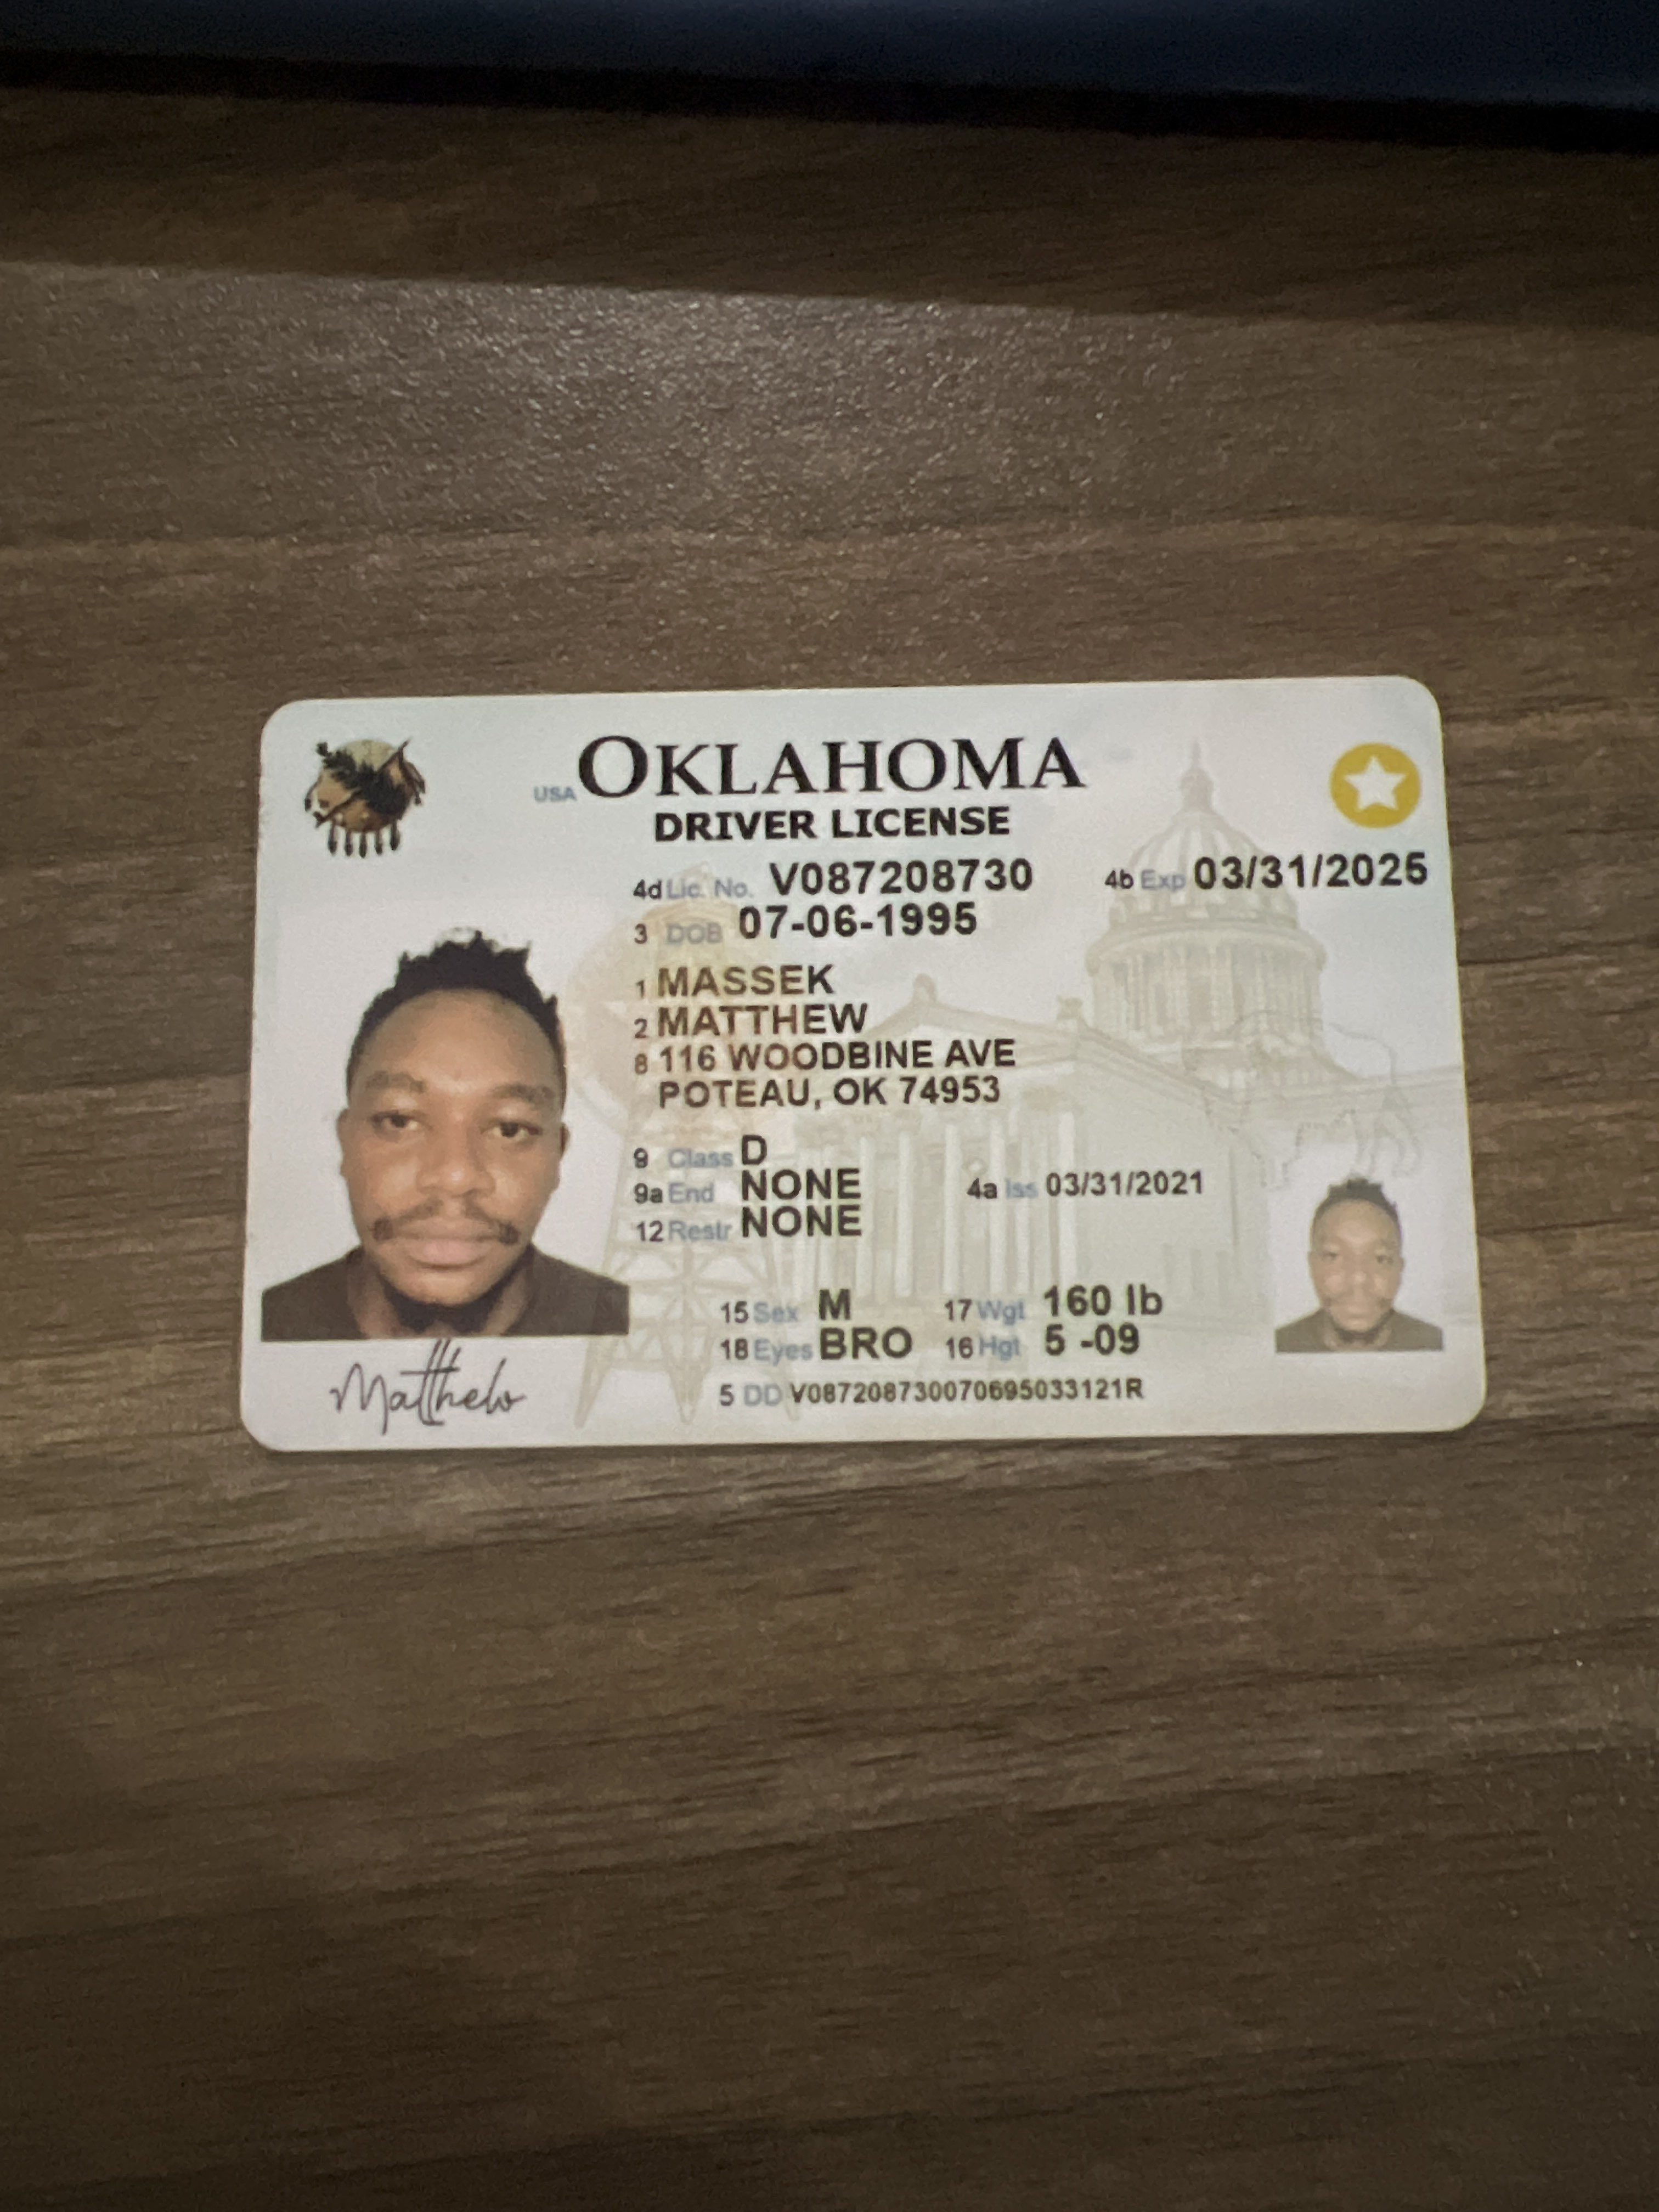 USA OKLAHOMA
DRIVER LICENSE
4d Lic. No. V087208730 4b Exp 03/31/2025
3 DOB 07-06-1995
1 MASSEK
2 MATTHEW
8 116 WOODBINE AVE
POTEAU, OK 74953
9 Class D
9a End NONE 4a Iss 03/31/2021
12 Restr NONE
15 Sex M 17 Wgt 160 lb
18 Eyes BRO 16 Hgt 5 -09
Matthelo
5 DD V087208730070695033121R